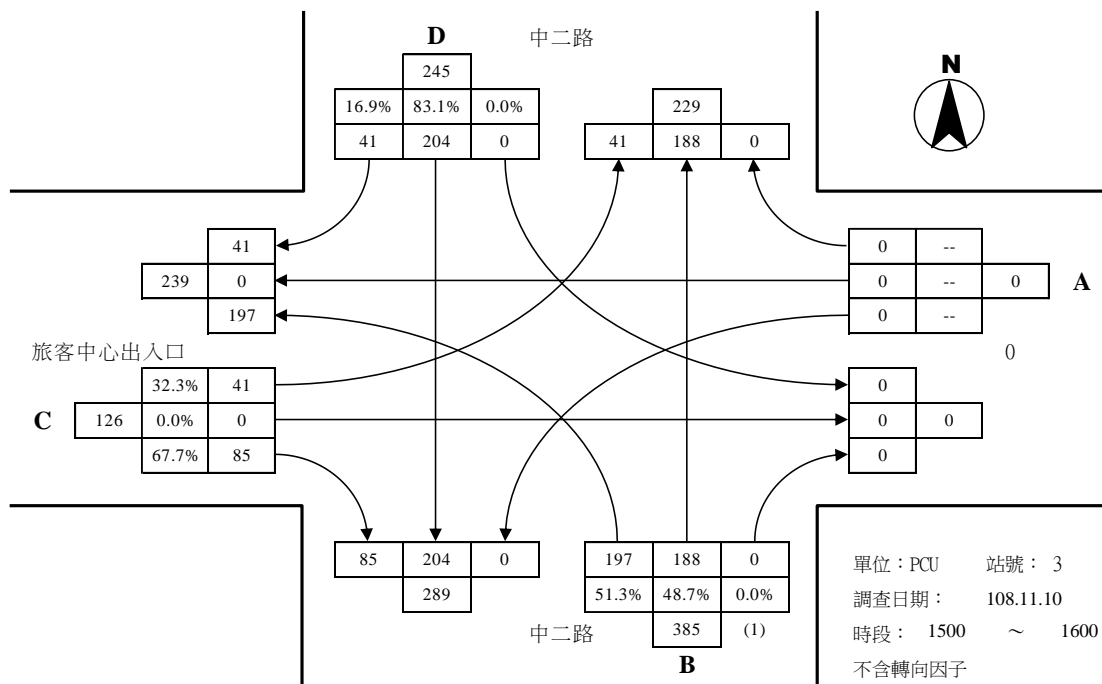 D 中二路
245
16.9% 83.1% 0.0%
41 204 0
229
41 188 0
N
41
239 0
197
0 --
0 -- 0
0 --
A
旅客中心出入口
0
32.3% 41
C 126 0.0% 0
67.7% 85
0
0 0
0
85 204 0
289
197 188 0
51.3% 48.7% 0.0%
中二路 385 (1)
B
單位：PCU 站號： 3
調查日期： 108.11.10
時段： 1500 ～ 1600
不含轉向因子